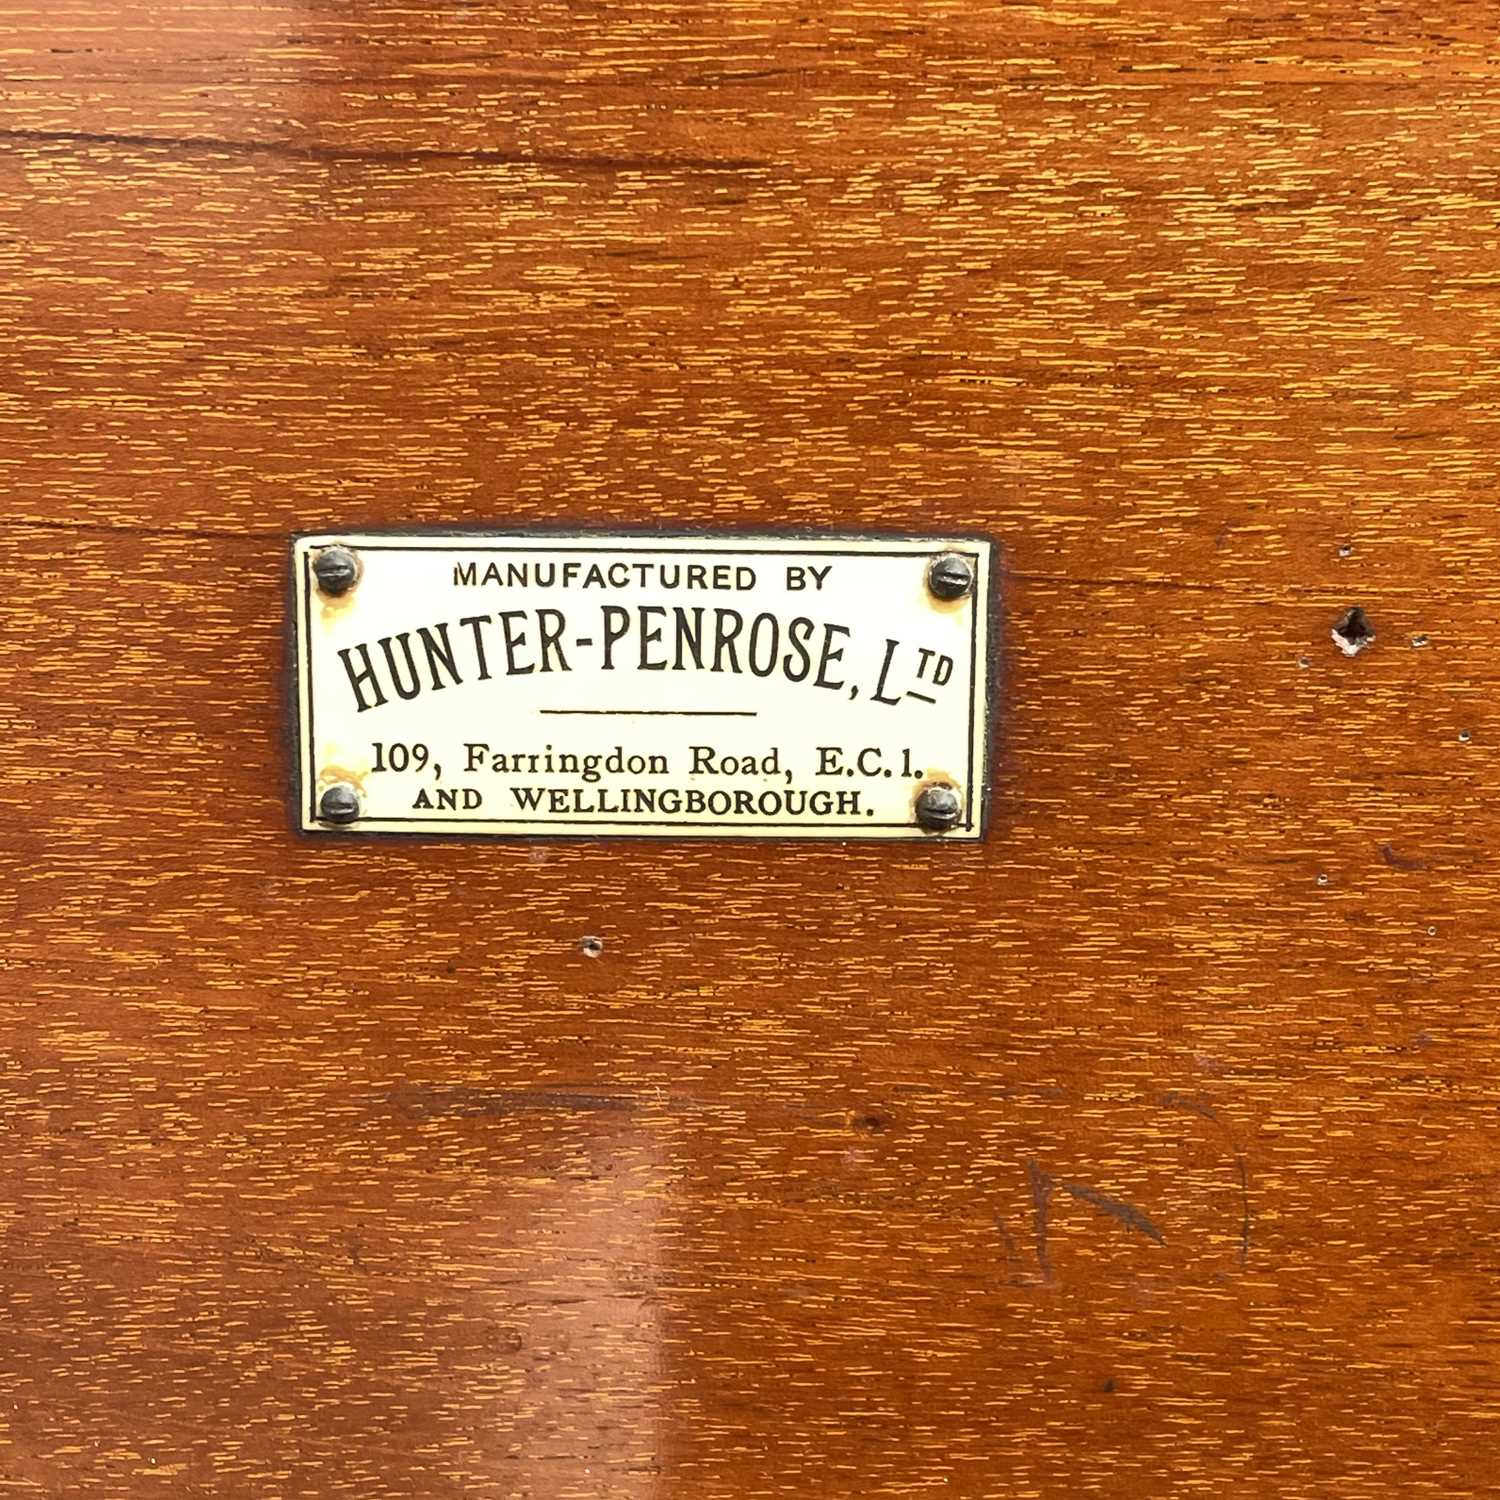 MANUFACTURED BY
HUNTER-PENROSE, LTD
109, Farringdon Road, E.C.1.
AND WELLINGBOROUGH.